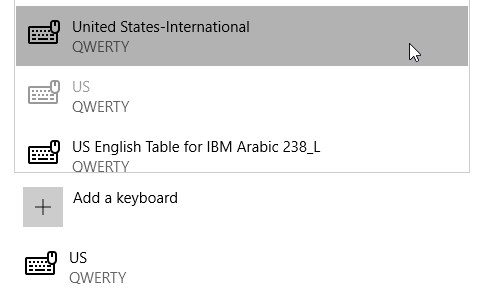 United States-International
QWERTY
US
QWERTY
US English Table for IBM Arabic 238_L
QWERTY
Add a keyboard
US
QWERTY